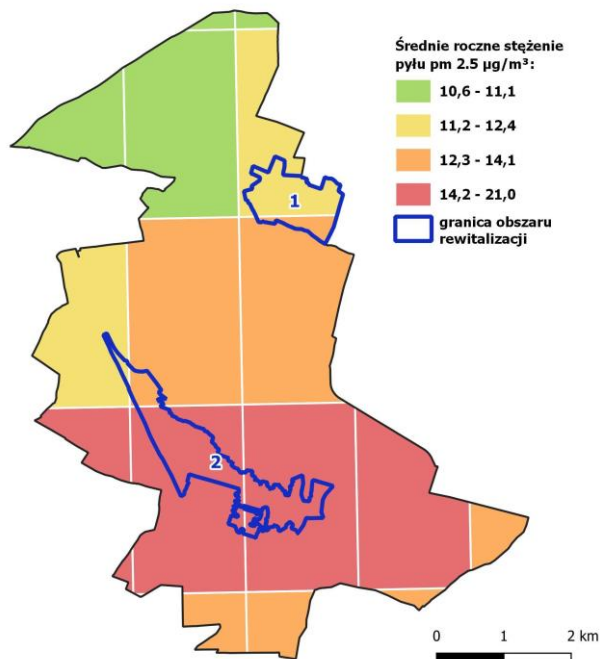 Średnie roczne stężenie
pyłu pm 2.5 µg/m³:
10,6 - 11,1
11,2 - 12,4
12,3 - 14,1
14,2 - 21,0
granica obszaru
rewitalizacji
1
2
0 1 2 km